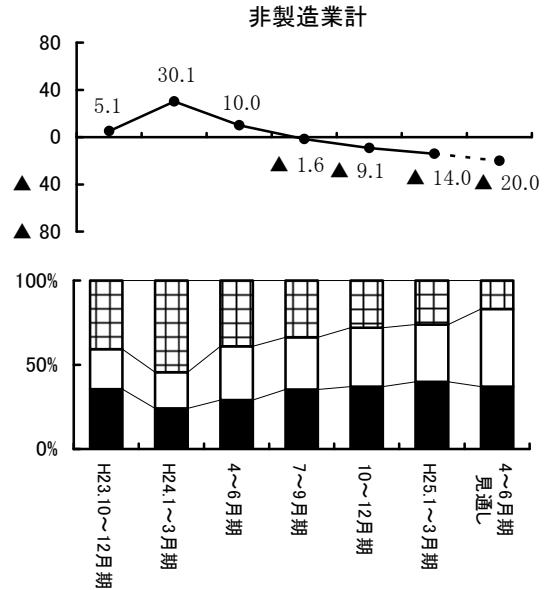 非製造業計
80
40
0
▲ 40
▲ 80
5.1
30.1
10.0
▲ 1.6
▲ 9.1
▲ 14.0
▲ 20.0
100%
50%
0%
H23.10～12月期
H24.1～3月期
4～6月期
7～9月期
10～12月期
H25.1～3月期
4～6月期
見通し